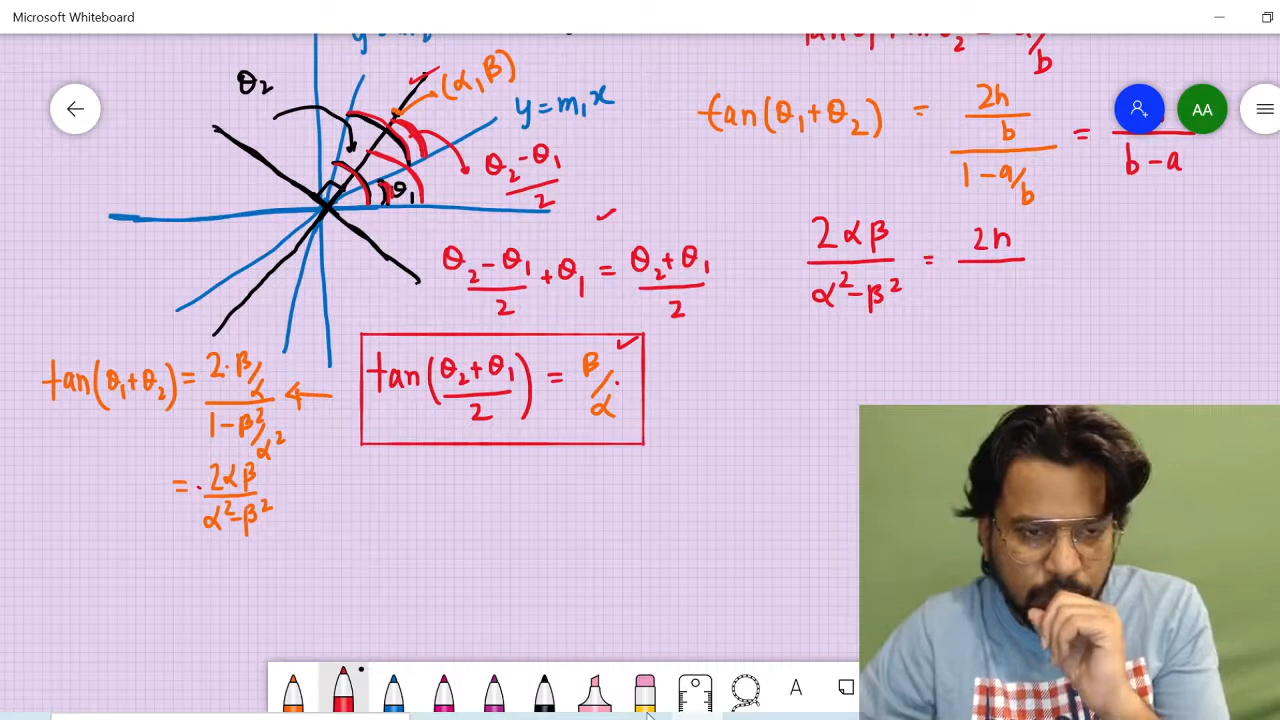 Microsoft Whiteboard
b
θ2
(α,β)
y=m₁x
θ₁
θ₂-θ₁/2
tan(θ₁+θ₂) = (2h/b)/(1-a/b) =
b-a
θ₂-θ₁/2 + θ₁ = θ₂+θ₁/2
2αβ/α²-β² = 2h
tan(θ₂+θ₁/2) = β/α
tan(θ₁+θ₂) = 2·β/α/1-β²/α²
= 2αβ/α²-β²
AA
A